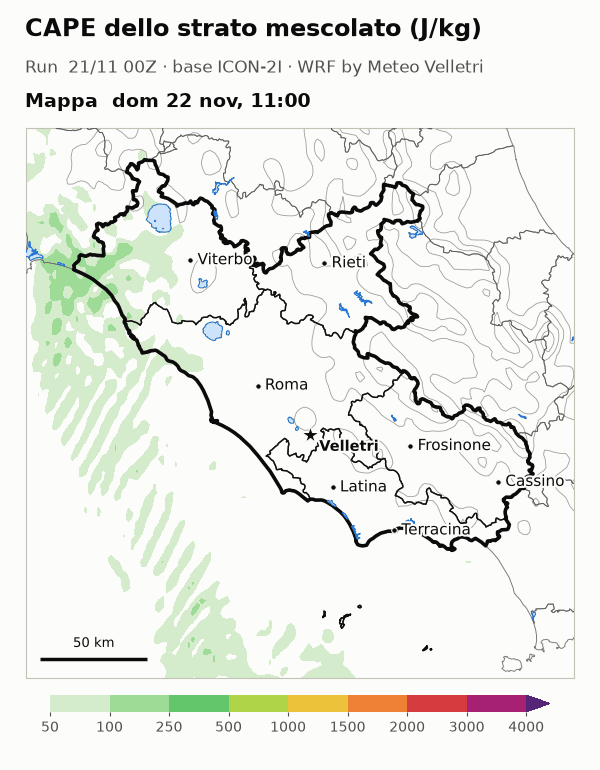 CAPE dello strato mescolato (J/kg)
Run  21/11 00Z · base ICON-2I · WRF by Meteo Velletri
Mappa  dom 22 nov, 11:00
Viterbo
Rieti
Roma
Velletri
Frosinone
Cassino
Latina
Terracina
50 km
50 100 250 500 1000 1500 2000 3000 4000